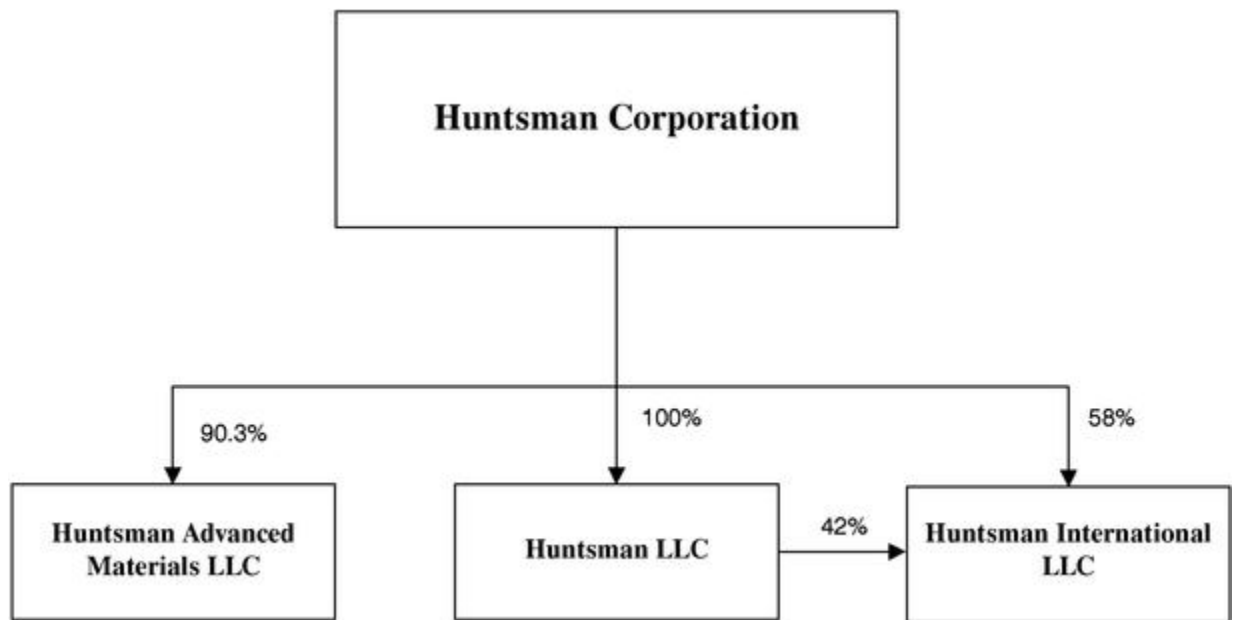 Huntsman Corporation
90.3%
100%
58%
Huntsman Advanced
Materials LLC
Huntsman LLC
42%
Huntsman International
LLC